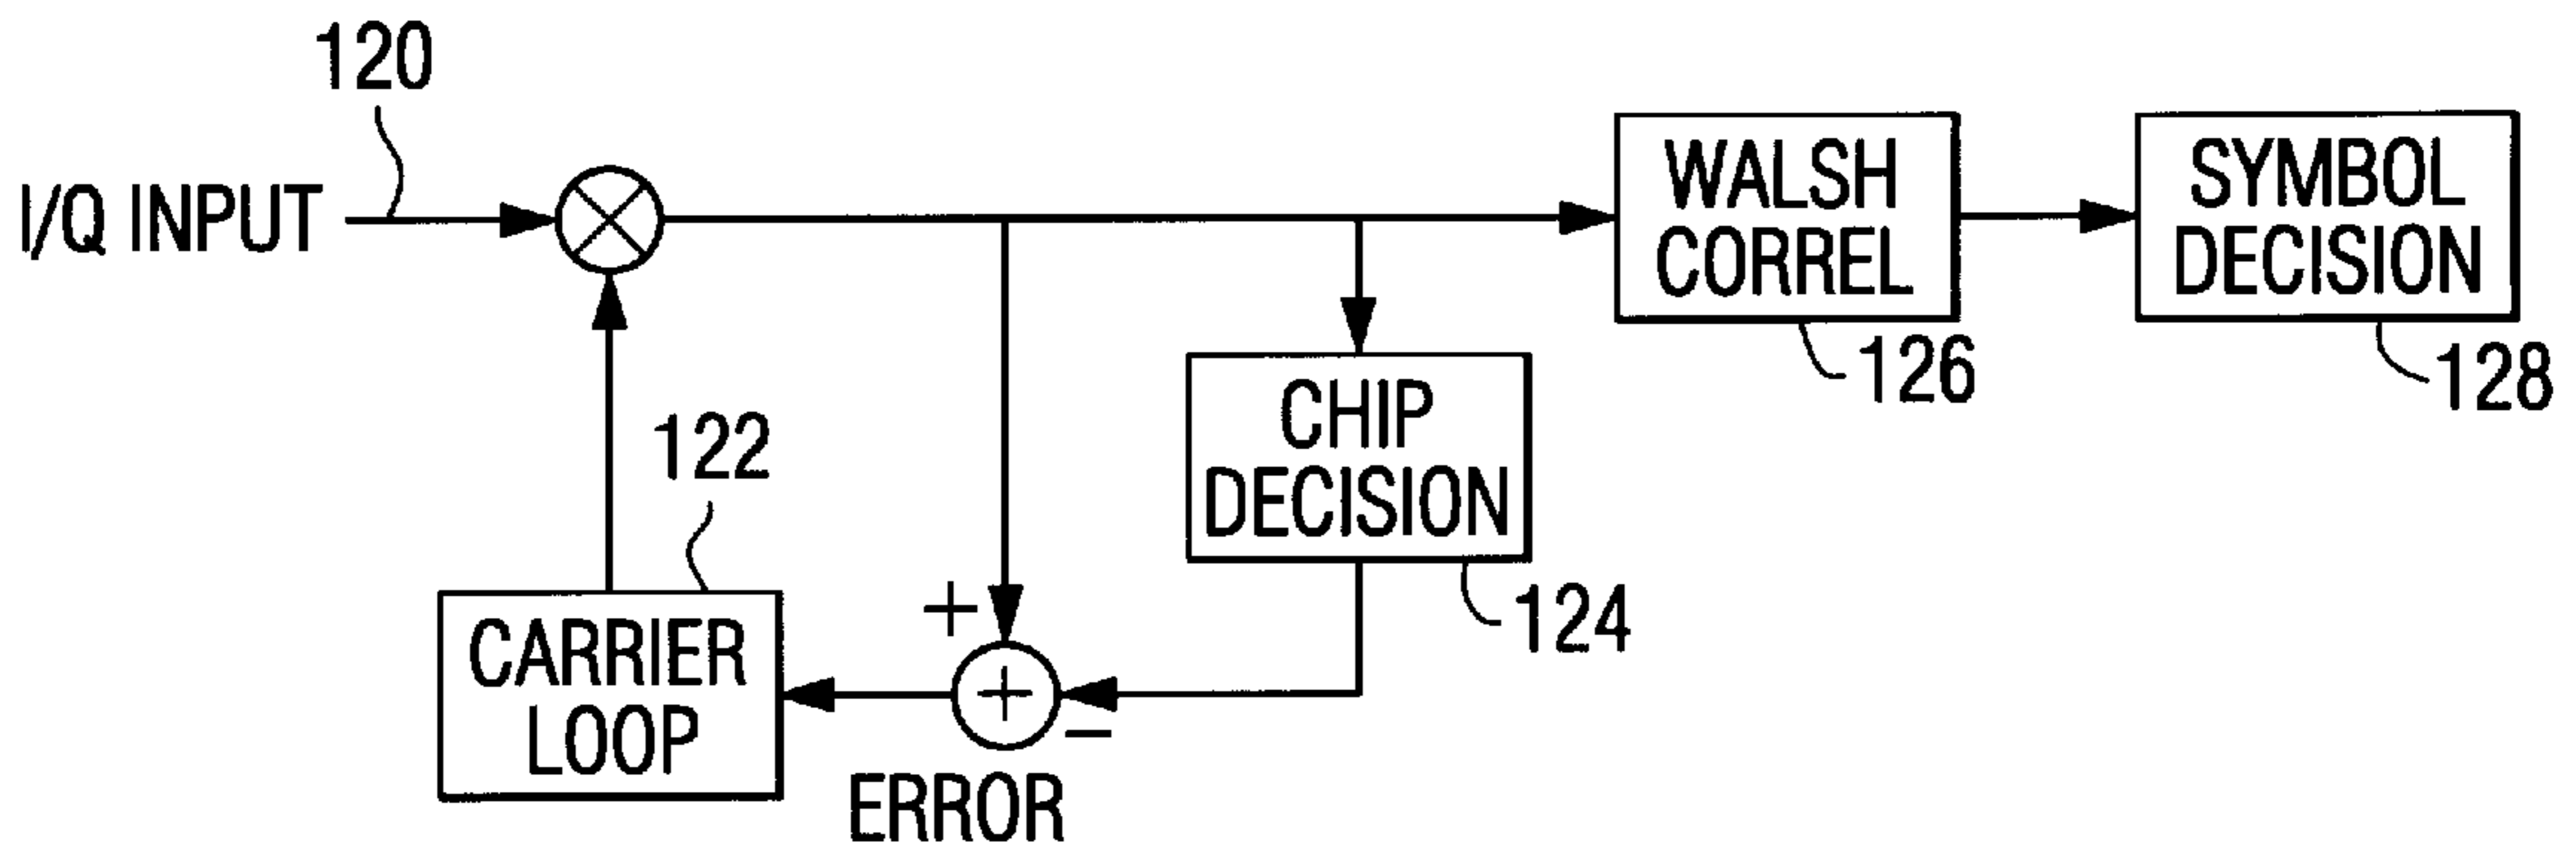 120
I/Q INPUT
WALSH
CORREL
SYMBOL
DECISION
126
128
CHIP
DECISION
122
124
CARRIER
LOOP
+
+
−
ERROR